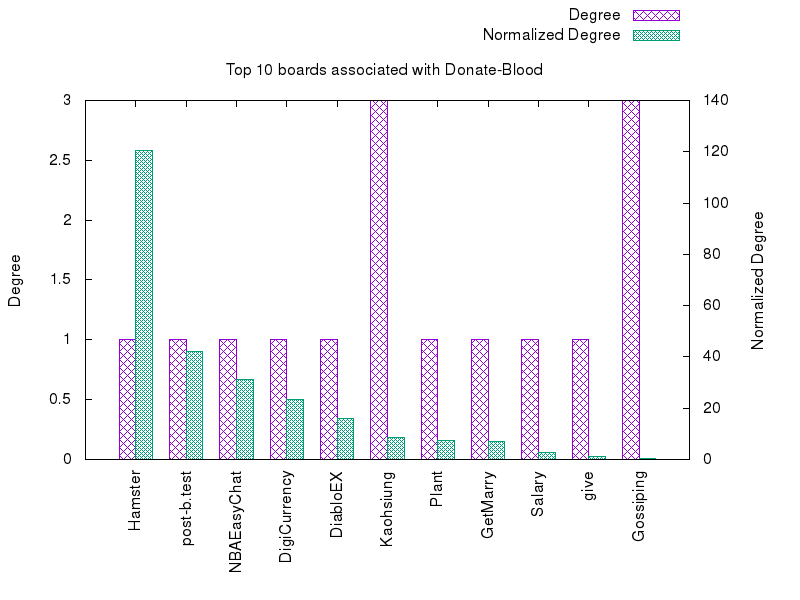 Degree
Normalized Degree
Top 10 boards associated with Donate-Blood
3
2.5
2
1.5
1
0.5
0
140
120
100
80
60
40
20
0
Degree
Normalized Degree
Hamster
post-b.test
NBAEasyChat
DigiCurrency
DiabloEX
Kaohsiung
Plant
GetMarry
Salary
give
Gossiping